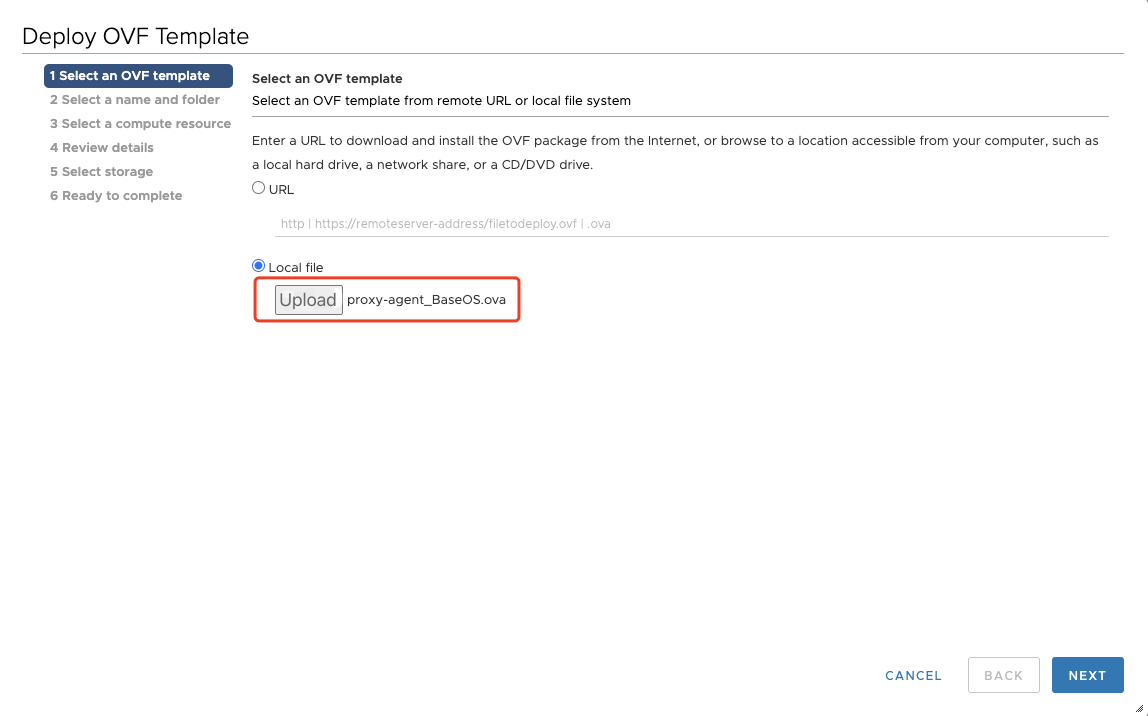 Deploy OVF Template
1 Select an OVF template
2 Select a name and folder
3 Select a compute resource
4 Review details
5 Select storage
6 Ready to complete
Select an OVF template
Select an OVF template from remote URL or local file system
Enter a URL to download and install the OVF package from the Internet, or browse to a location accessible from your computer, such as
a local hard drive, a network share, or a CD/DVD drive.
URL
http | https://remoteserver-address/filetodeploy.ovf | .ova
Local file
Upload proxy-agent_BaseOS.ova
CANCEL BACK NEXT